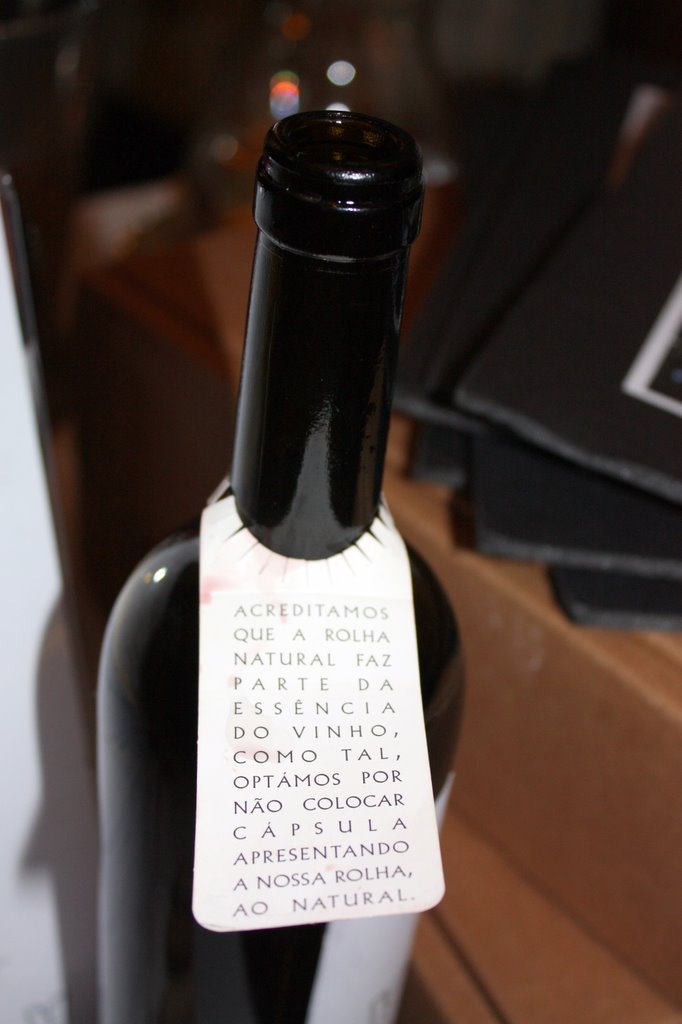 ACREDITAMOS
QUE A ROLHA
NATURAL FAZ
PARTE DA
ESSÊNCIA
DO VINHO,
COMO TAL,
OPTÁMOS POR
NÃO COLOCAR
CÁPSULA
APRESENTANDO
A NOSSA ROLHA,
AO NATURAL.